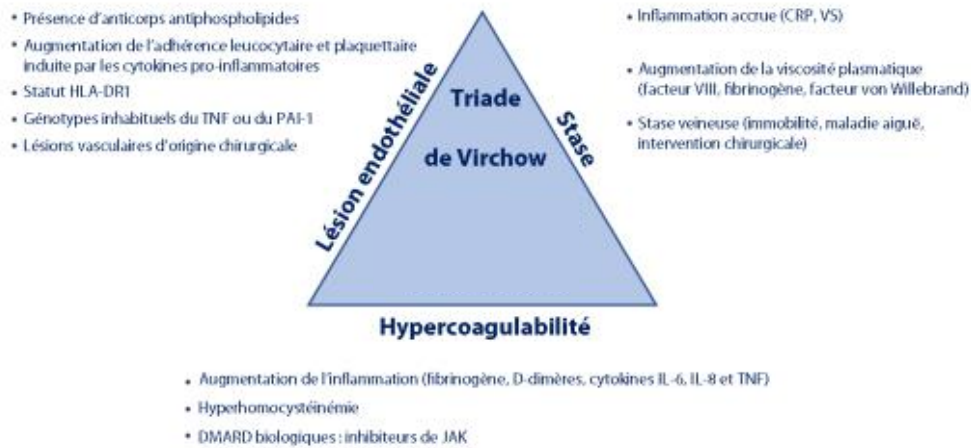 • Présence d'anticorps antiphospholipides
• Augmentation de l'adhérence leucocytaire et plaquettaire
induite par les cytokines pro-inflammatoires
• Statut HLA-DR1
• Génotypes inhabituels du TNF ou du PAI-1
• Lésions vasculaires d'origine chirurgicale
Lésion endothéliale
Triade
de Virchow
Stase
• Inflammation accrue (CRP, VS)
• Augmentation de la viscosité plasmatique
(facteur VIII, fibrinogène, facteur von Willebrand)
• Stase veineuse (immobilité, maladie aiguë,
intervention chirurgicale)
Hypercoagulabilité
• Augmentation de l'inflammation (fibrinogène, D-dimères, cytokines IL-6, IL-8 et TNF)
• Hyperhomocystéinémie
• DMARD biologiques : inhibiteurs de JAK